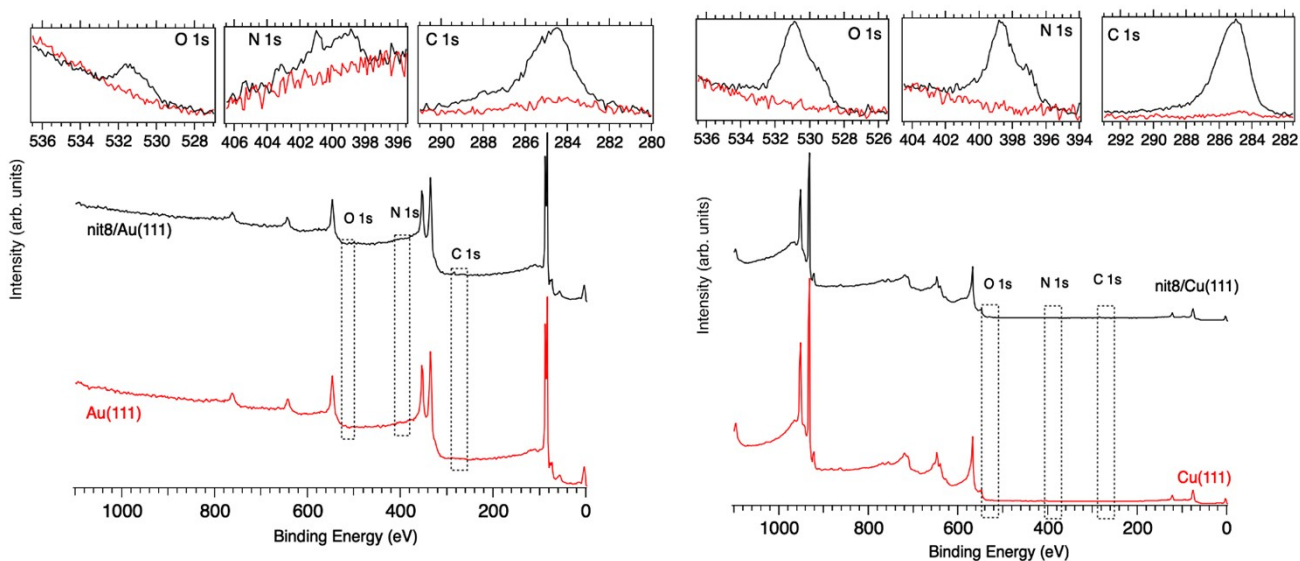 O 1s
N 1s
C 1s
536 534 532 530 528
406 404 402 400 398 396
290 288 286 284 282 280
Intensity (arb. units)
nit8/Au(111)
O 1s
N 1s
C 1s
Au(111)
1000 800 600 400 200 0
Binding Energy (eV)
O 1s
N 1s
C 1s
536 534 532 530 528 526
404 402 400 398 396 394
292 290 288 286 284 282
Intensity (arb. units)
O 1s
N 1s
C 1s
nit8/Cu(111)
Cu(111)
1000 800 600 400 200 0
Binding Energy (eV)